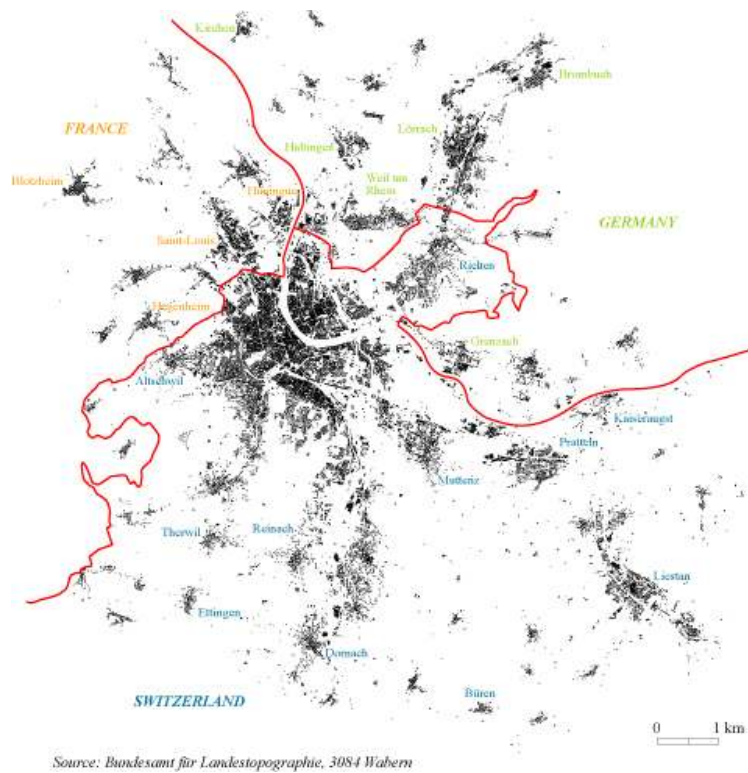 Kirchen
Brombach
FRANCE
Haltingen
Lörrach
Blotzheim
Weil am
Rhein
Huningue
GERMANY
Saint-Louis
Riehen
Hegenheim
Grenzach
Allschwil
Kaiseraugst
Pratteln
Muttenz
Therwil
Reinach
Liestau
Ettingen
Dornach
SWITZERLAND
Büren
0 1 km
Source: Bundesamt für Landestopographie, 3084 Wabern